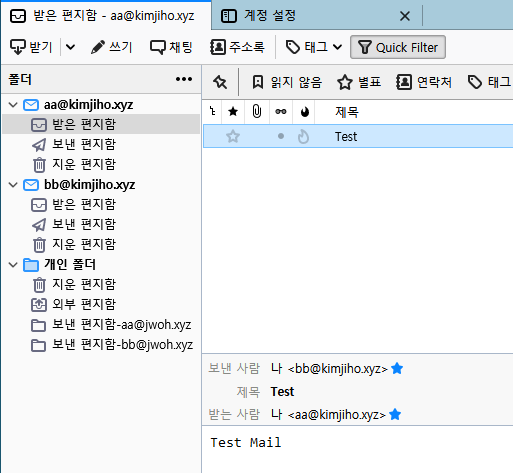 받은 편지함 - aa@kimjiho.xyz
계정 설정
받기 쓰기 채팅 주소록 태그 Quick Filter
폴더
읽지 않음 별표 연락처 태그
제목
Test
aa@kimjiho.xyz
받은 편지함
보낸 편지함
지운 편지함
bb@kimjiho.xyz
받은 편지함
보낸 편지함
지운 편지함
개인 폴더
지운 편지함
외부 편지함
보낸 편지함-aa@jwoh.xyz
보낸 편지함-bb@jwoh.xyz
보낸 사람 나 <bb@kimjiho.xyz>
제목 Test
받는 사람 나 <aa@kimjiho.xyz>
Test Mail